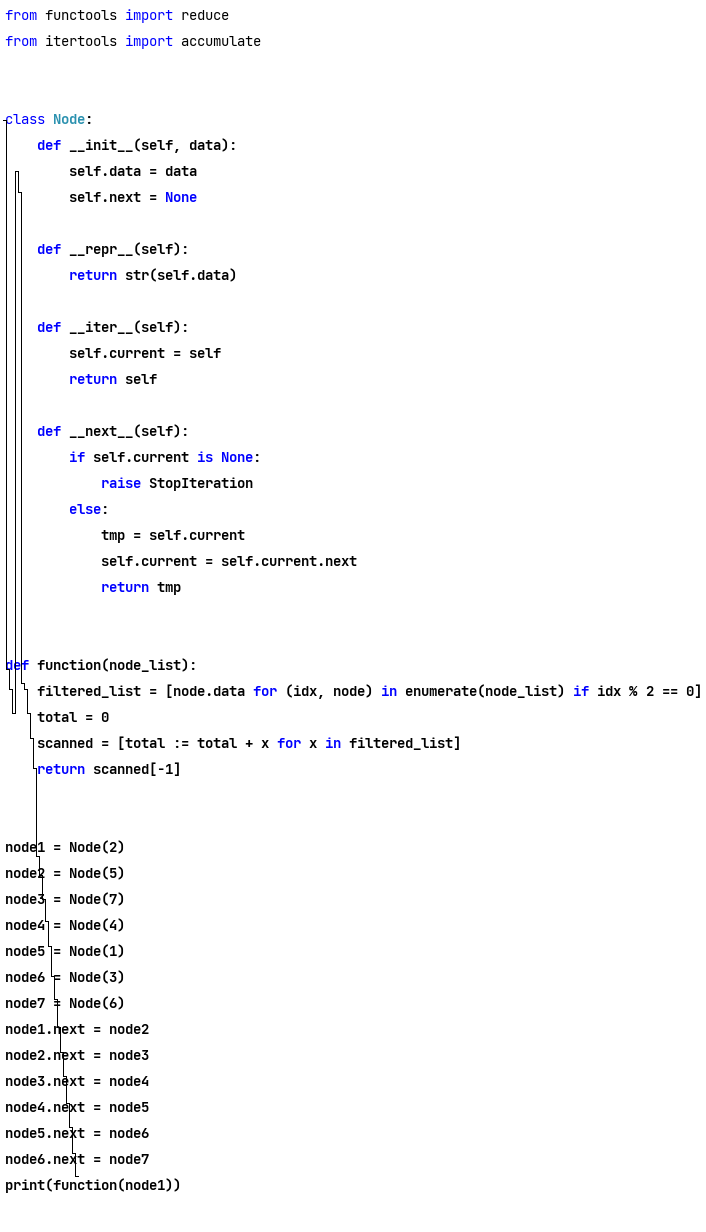 from functools import reduce
from itertools import accumulate
class Node:
    def __init__(self, data):
        self.data = data
        self.next = None
    def __repr__(self):
        return str(self.data)
    def __iter__(self):
        self.current = self
        return self
    def __next__(self):
        if self.current is None:
            raise StopIteration
        else:
            tmp = self.current
            self.current = self.current.next
            return tmp
def function(node_list):
    filtered_list = [node.data for (idx, node) in enumerate(node_list) if idx % 2 == 0]
    total = 0
    scanned = [total := total + x for x in filtered_list]
    return scanned[-1]
node1 = Node(2)
node2 = Node(5)
node3 = Node(7)
node4 = Node(4)
node5 = Node(1)
node6 = Node(3)
node7 = Node(6)
node1.next = node2
node2.next = node3
node3.next = node4
node4.next = node5
node5.next = node6
node6.next = node7
print(function(node1))